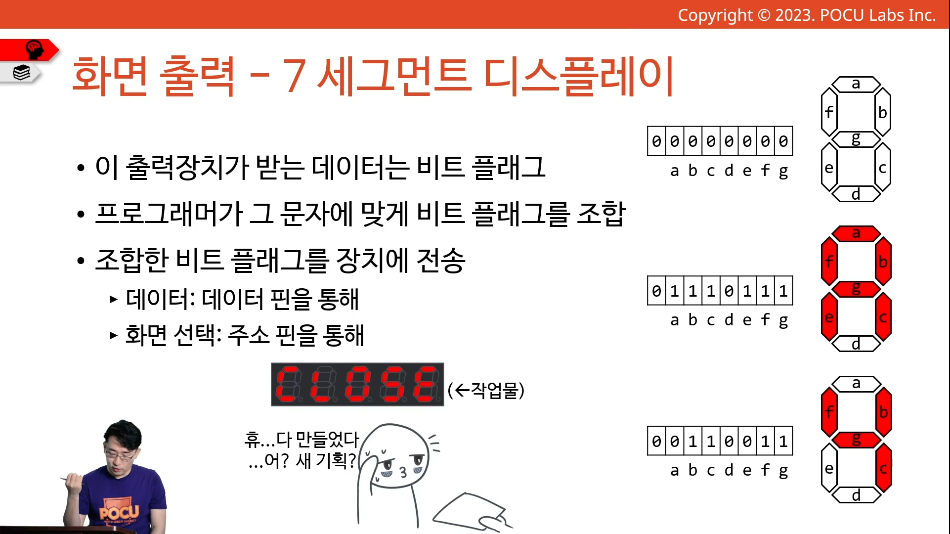 Copyright © 2023. POCU Labs Inc.
화면 출력 – 7 세그먼트 디스플레이
• 이 출력장치가 받는 데이터는 비트 플래그
• 프로그래머가 그 문자에 맞게 비트 플래그를 조합
• 조합한 비트 플래그를 장치에 전송
▸ 데이터: 데이터 핀을 통해
▸ 화면 선택: 주소 핀을 통해
CLOSE (←작업물)
휴...다 만들었다
...어? 새 기획?
POCU
0 0 0 0 0 0 0 0
a b c d e f g
a
f b
g
e c
d
0 1 1 1 0 1 1 1
a b c d e f g
a
f b
g
e c
d
0 0 1 1 0 0 1 1
a b c d e f g
a
f b
g
e c
d